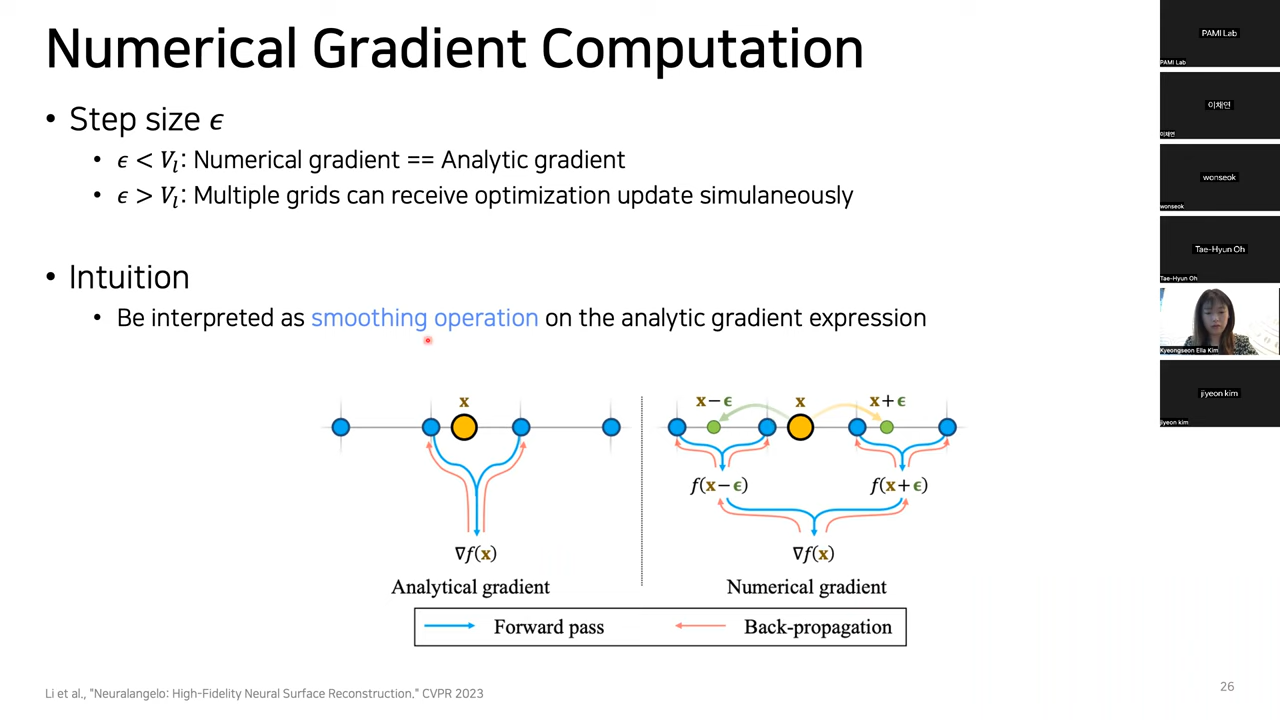 Numerical Gradient Computation
• Step size ϵ
• ϵ < V_l: Numerical gradient == Analytic gradient
• ϵ > V_l: Multiple grids can receive optimization update simulaneously
• Intuition
• Be interpreted as smoothing operation on the analytic gradient expression
x
x−ϵ x x+ϵ
f(x−ϵ) f(x+ϵ)
∇f(x) ∇f(x)
Analytical gradient Numerical gradient
Forward pass Back-propagation
Li et al., "Neuralangelo: High-Fidelity Neural Surface Reconstruction," CVPR 2023
26
PAMI Lab
PAMI Lab
이채연
이채연
wonseok
wonseok
Tae-Hyun Oh
Tae-Hyun Oh
Kyeongseon Ella Kim
jiyeon kim
jiyeon kim